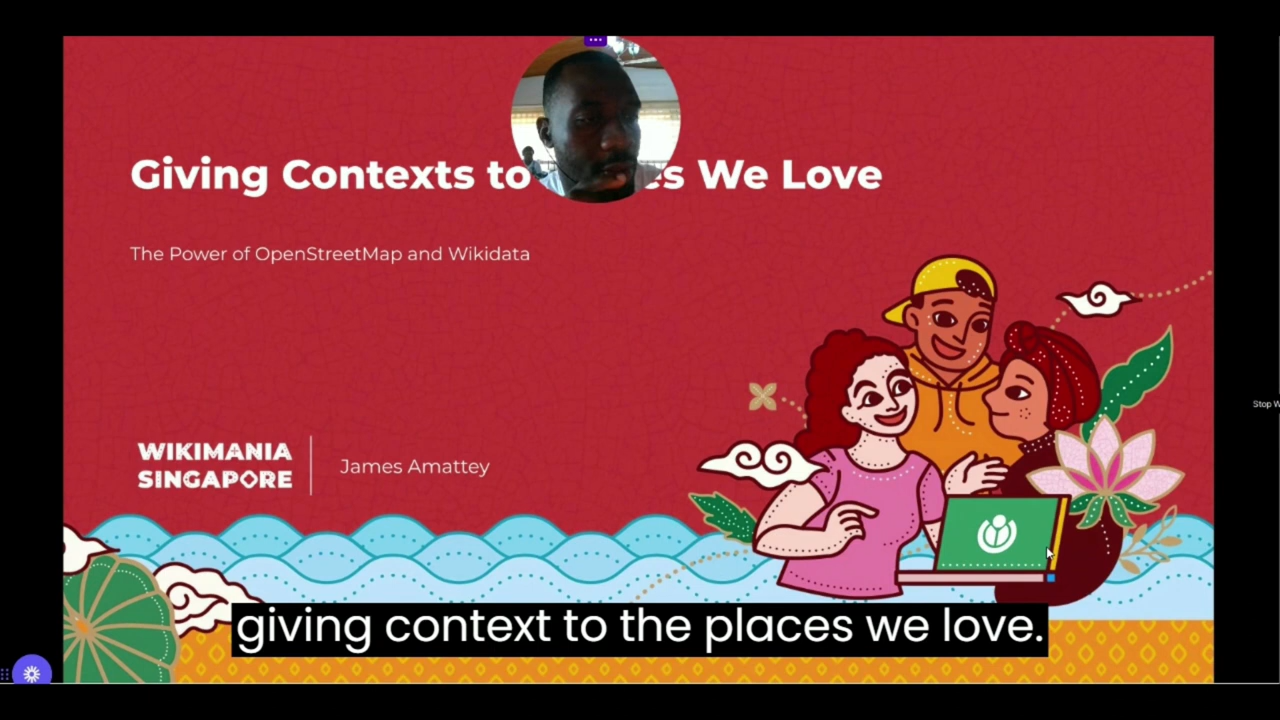 Giving Contexts to es We Love
The Power of OpenStreetMap and Wikidata
Stop W
WIKIMANIA
SINGAPORE
James Amattey
giving context to the places we love.